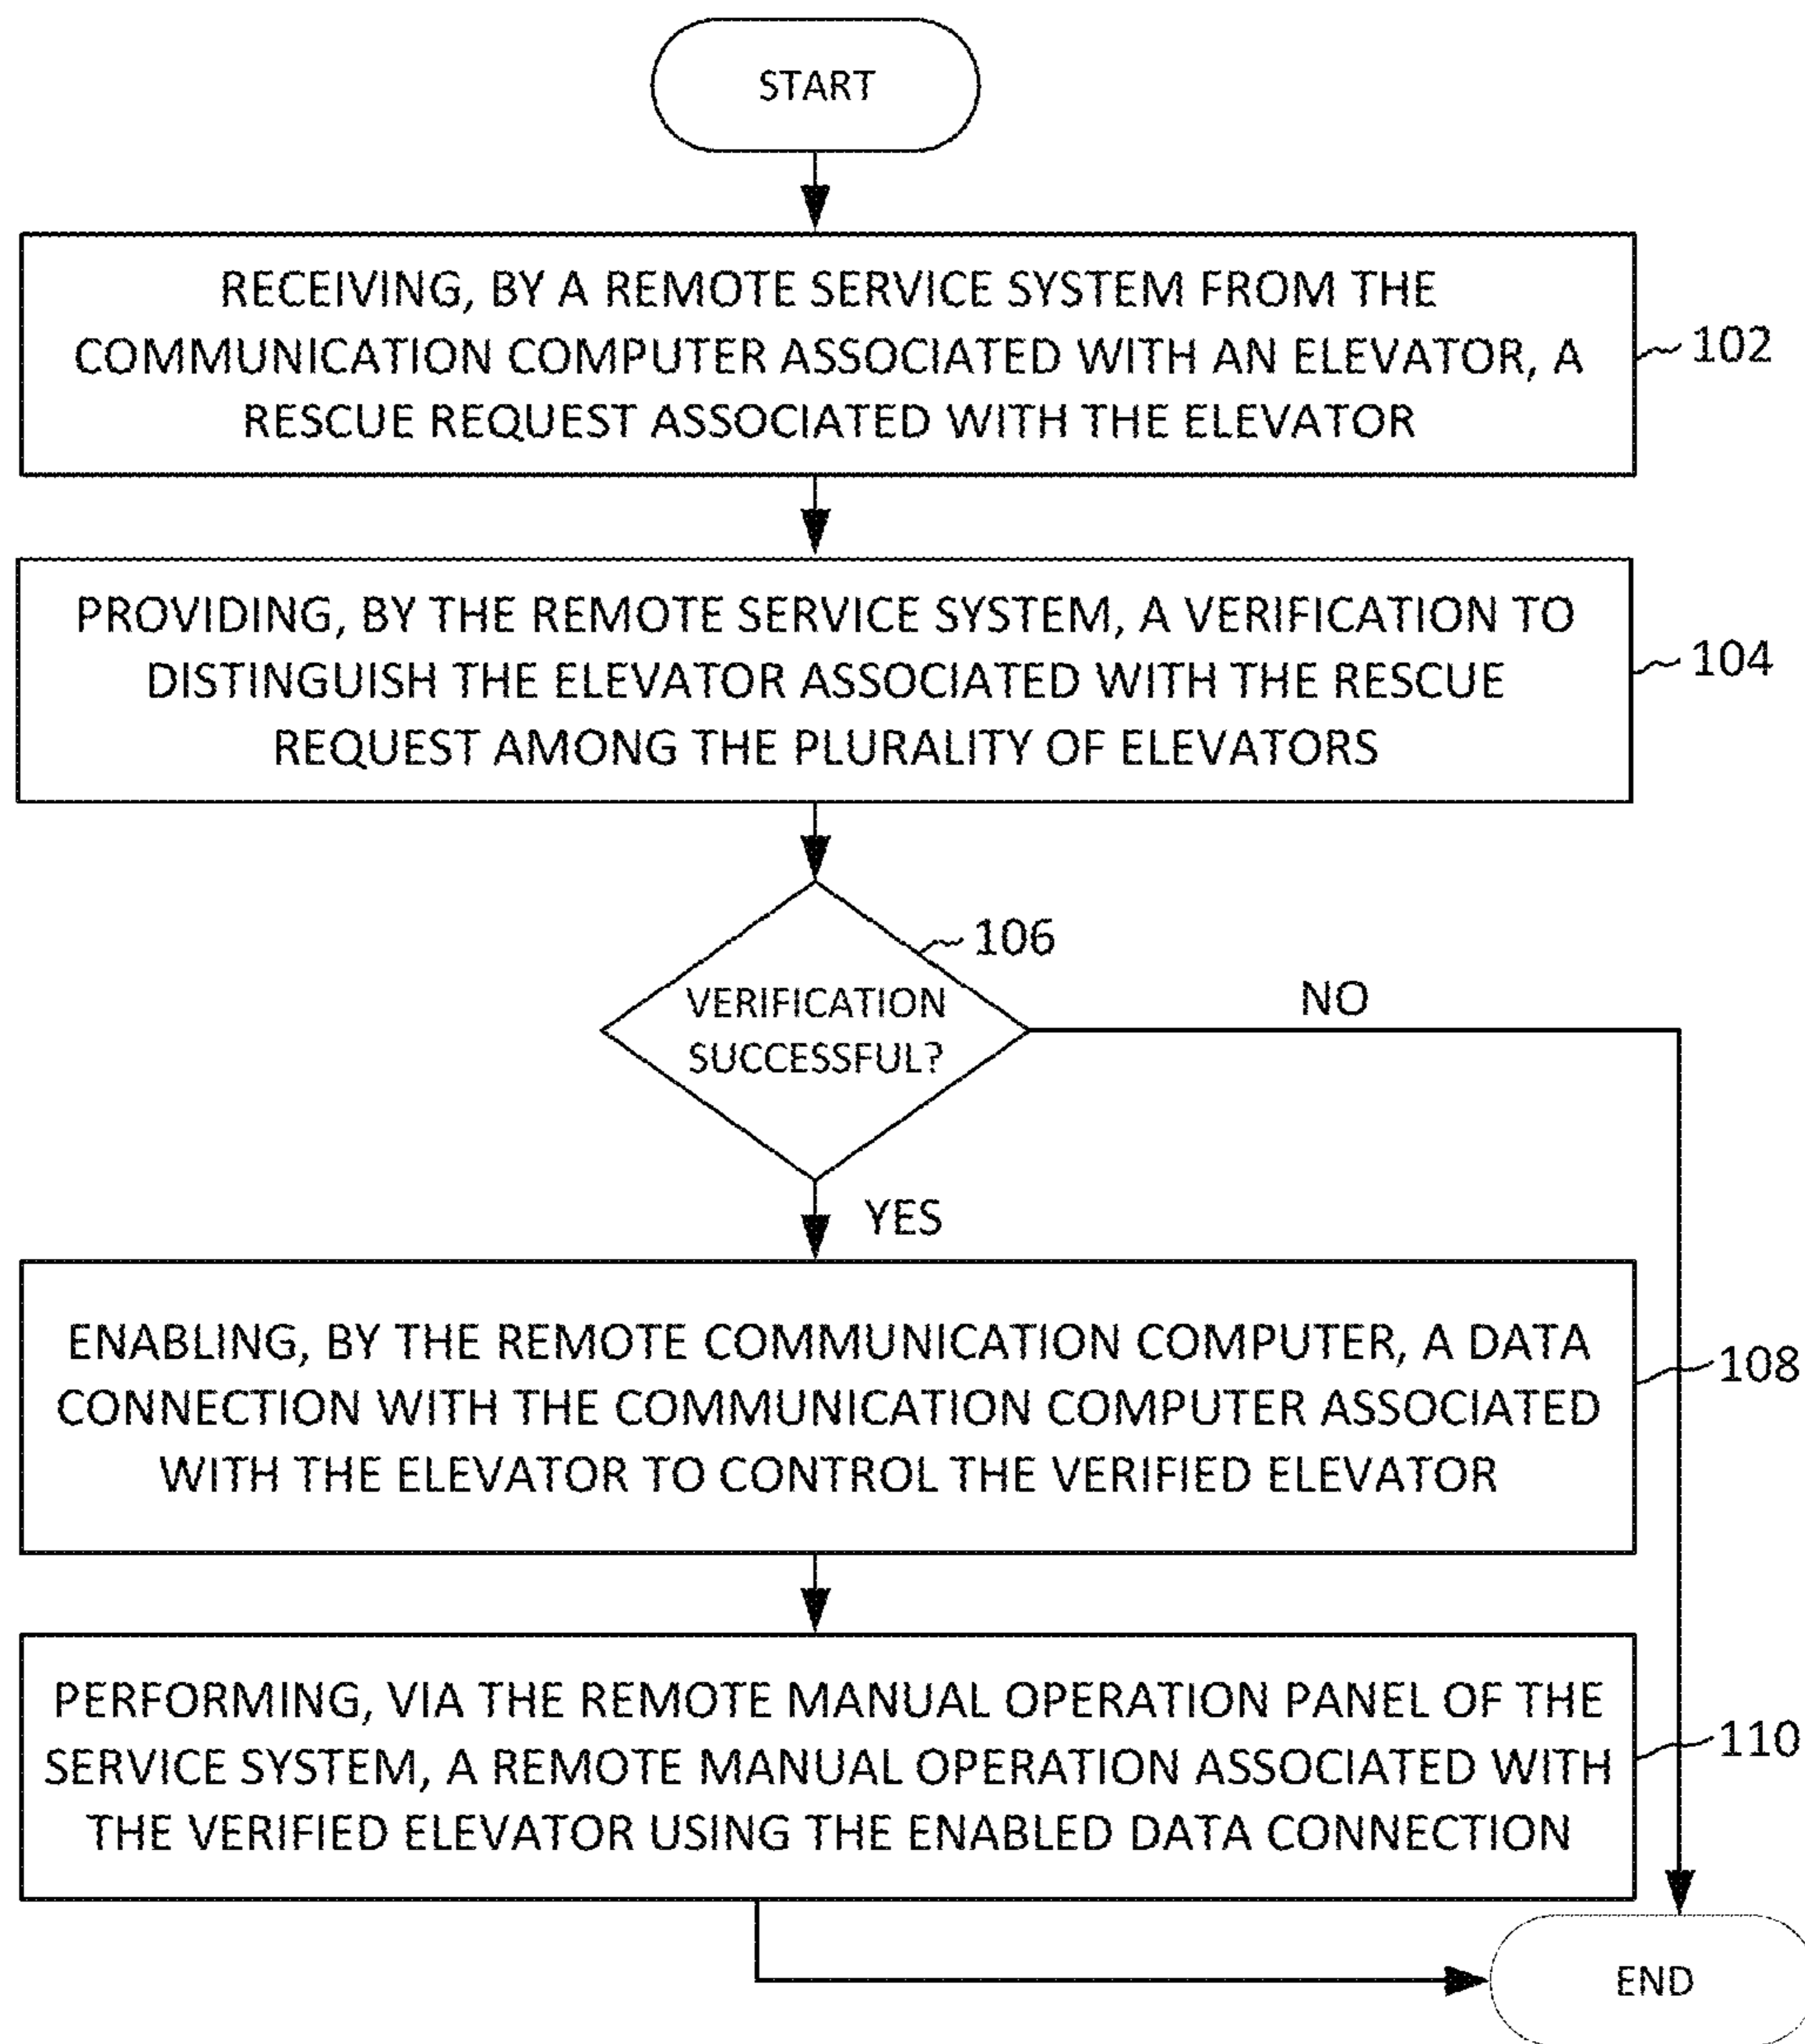 START
RECEIVING, BY A REMOTE SERVICE SYSTEM FROM THE
COMMUNICATION COMPUTER ASSOCIATED WITH AN ELEVATOR, A
RESCUE REQUEST ASSOCIATED WITH THE ELEVATOR
102
PROVIDING, BY THE REMOTE SERVICE SYSTEM, A VERIFICATION TO
DISTINGUISH THE ELEVATOR ASSOCIATED WITH THE RESCUE
REQUEST AMONG THE PLURALITY OF ELEVATORS
104
106
VERIFICATION
SUCCESSFUL?
NO
YES
ENABLING, BY THE REMOTE COMMUNICATION COMPUTER, A DATA
CONNECTION WITH THE COMMUNICATION COMPUTER ASSOCIATED
WITH THE ELEVATOR TO CONTROL THE VERIFIED ELEVATOR
108
PERFORMING, VIA THE REMOTE MANUAL OPERATION PANEL OF THE
SERVICE SYSTEM, A REMOTE MANUAL OPERATION ASSOCIATED WITH
THE VERIFIED ELEVATOR USING THE ENABLED DATA CONNECTION
110
END